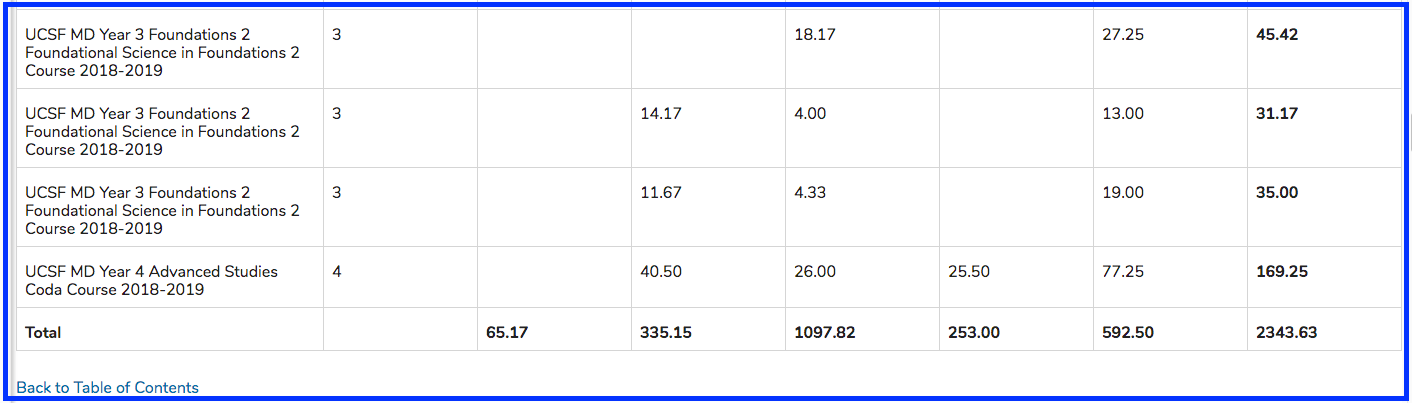 UCSF MD Year 3 Foundations 2 3 18.17 27.25 45.42
Foundational Science in Foundations 2
Course 2018-2019
UCSF MD Year 3 Foundations 2 3 14.17 4.00 13.00 31.17
Foundational Science in Foundations 2
Course 2018-2019
UCSF MD Year 3 Foundations 2 3 11.67 4.33 19.00 35.00
Foundational Science in Foundations 2
Course 2018-2019
UCSF MD Year 4 Advanced Studies 4 40.50 26.00 25.50 77.25 169.25
Coda Course 2018-2019
Total 65.17 335.15 1097.82 253.00 592.50 2343.63
Back to Table of Contents